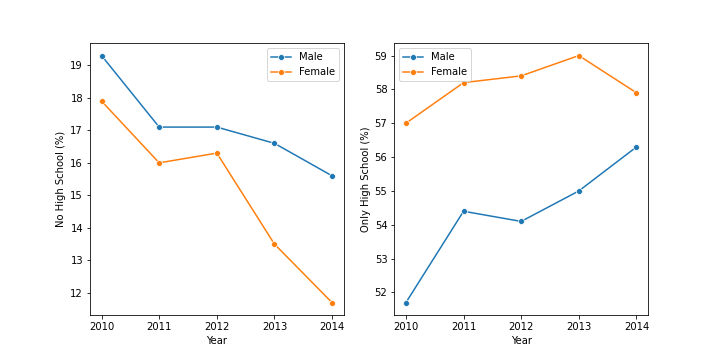 No High School (%)
19
18
17
16
15
14
13
12
2010 2011 2012 2013 2014
Year
Male
Female
Only High School (%)
59
58
57
56
55
54
53
52
2010 2011 2012 2013 2014
Year
Male
Female